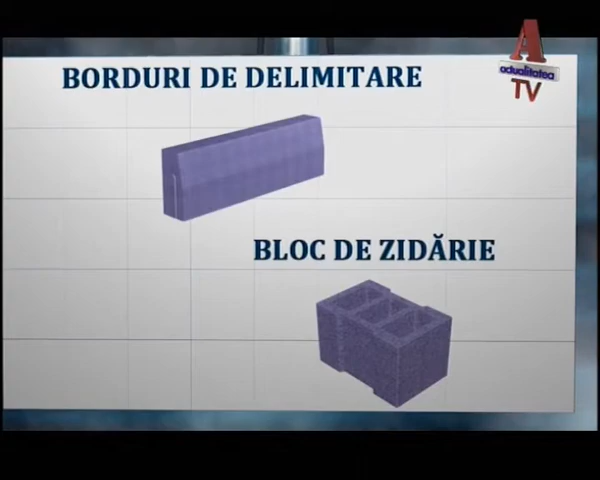 BORDURI DE DELIMITARE
A
actualitatea
TV
BLOC DE ZIDĂRIE